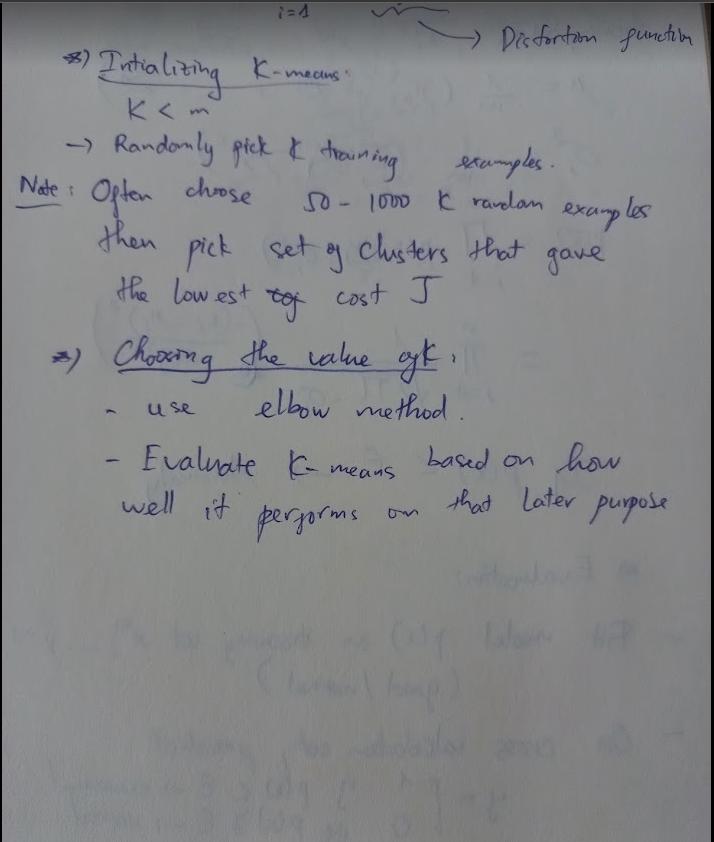 i=1
→ Distortion function
*) Intializing K-means:
K < m
→ Randomly pick K training examples.
Note: Often choose 50 - 1000 K random examples
then pick set of clusters that gave
the lowest cost J
*) Choosing the value of K:
- use elbow method.
- Evaluate K-means based on how
well it performs on that later purpose